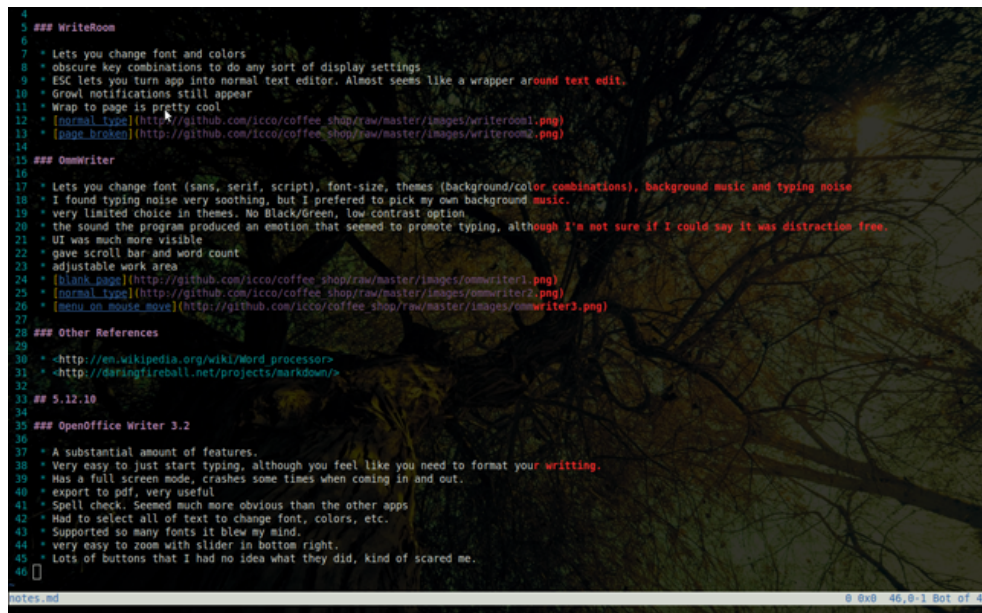 4
5 ### WriteRoom
6
7 * Lets you change font and colors
8 * obscure key combinations to do any sort of display settings
9 * ESC lets you turn app into normal text editor. Almost seems like a wrapper around text edit.
10 * Growl notifications still appear
11 * Wrap to page is pretty cool
12 * [normal type](http://github.com/icco/coffee_shop/raw/master/images/writeroom1.png)
13 * [page broken](http://github.com/icco/coffee_shop/raw/master/images/writeroom2.png)
14
15 ### OmmWriter
16
17 * Lets you change font (sans, serif, script), font-size, themes (background/color combinations), background music and typing noise
18 * I found typing noise very soothing, but I prefered to pick my own background music.
19 * very limited choice in themes. No Black/Green, low contrast option
20 * the sound the program produced an emotion that seemed to promote typing, although I'm not sure if I could say it was distraction free.
21 * UI was much more visible
22 * gave scroll bar and word count
23 * adjustable work area
24 * [blank page](http://github.com/icco/coffee_shop/raw/master/images/ommwriter1.png)
25 * [normal type](http://github.com/icco/coffee_shop/raw/master/images/ommwriter2.png)
26 * [menu on mouse move](http://github.com/icco/coffee_shop/raw/master/images/ommwriter3.png)
27
28 ### Other References
29
30 * <http://en.wikipedia.org/wiki/Word_processor>
31 * <http://daringfireball.net/projects/markdown/>
32
33 ## 5.12.10
34
35 ### OpenOffice Writer 3.2
36
37 * A substantial amount of features.
38 * Very easy to just start typing, although you feel like you need to format your writting.
39 * Has a full screen mode, crashes some times when coming in and out.
40 * export to pdf, very useful
41 * Spell check. Seemed much more obvious than the other apps
42 * Had to select all of text to change font, colors, etc.
43 * Supported so many fonts it blew my mind.
44 * very easy to zoom with slider in bottom right.
45 * Lots of buttons that I had no idea what they did, kind of scared me.
46
~
notes.md 0 0x0 46,0-1 Bot of 4